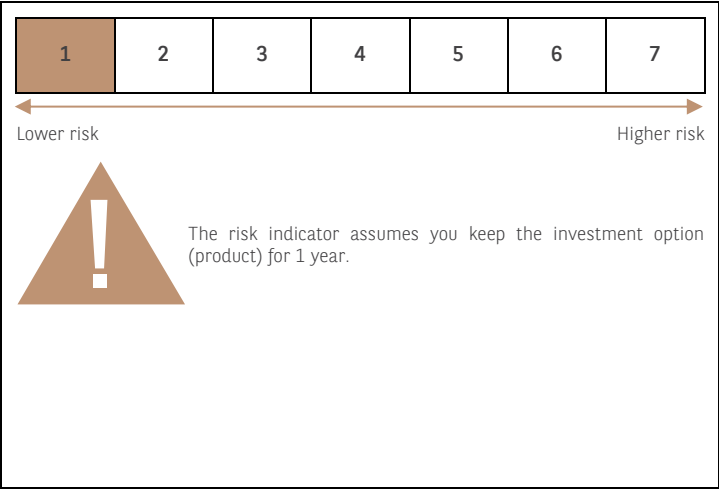 1 2 3 4 5 6 7
Lower risk Higher risk
!
The risk indicator assumes you keep the investment option
(product) for 1 year.